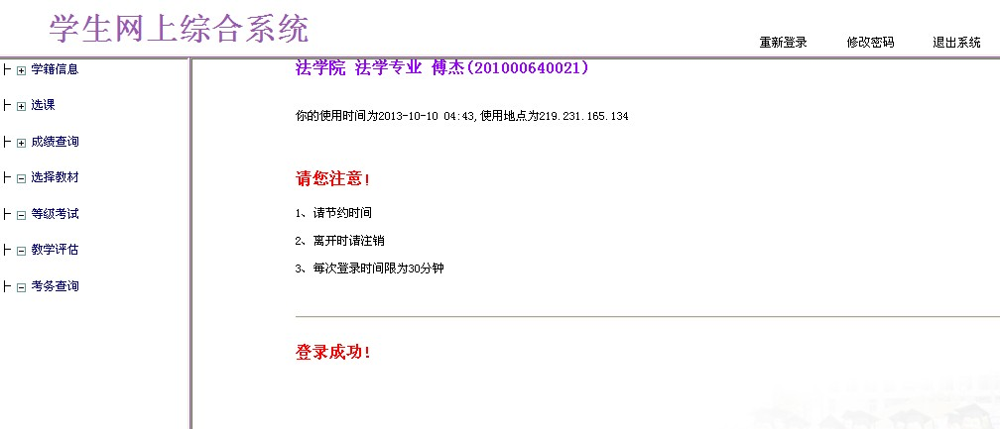 学生网上综合系统
重新登录 修改密码 退出系统
学籍信息
选课
成绩查询
选择教材
等级考试
教学评估
考务查询
法学院 法学专业 傅杰(201000640021)
你的使用时间为2013-10-10 04:43,使用地点为219.231.165.134
请您注意!
1、请节约时间
2、离开时请注销
3、每次登录时间限为30分钟
登录成功!